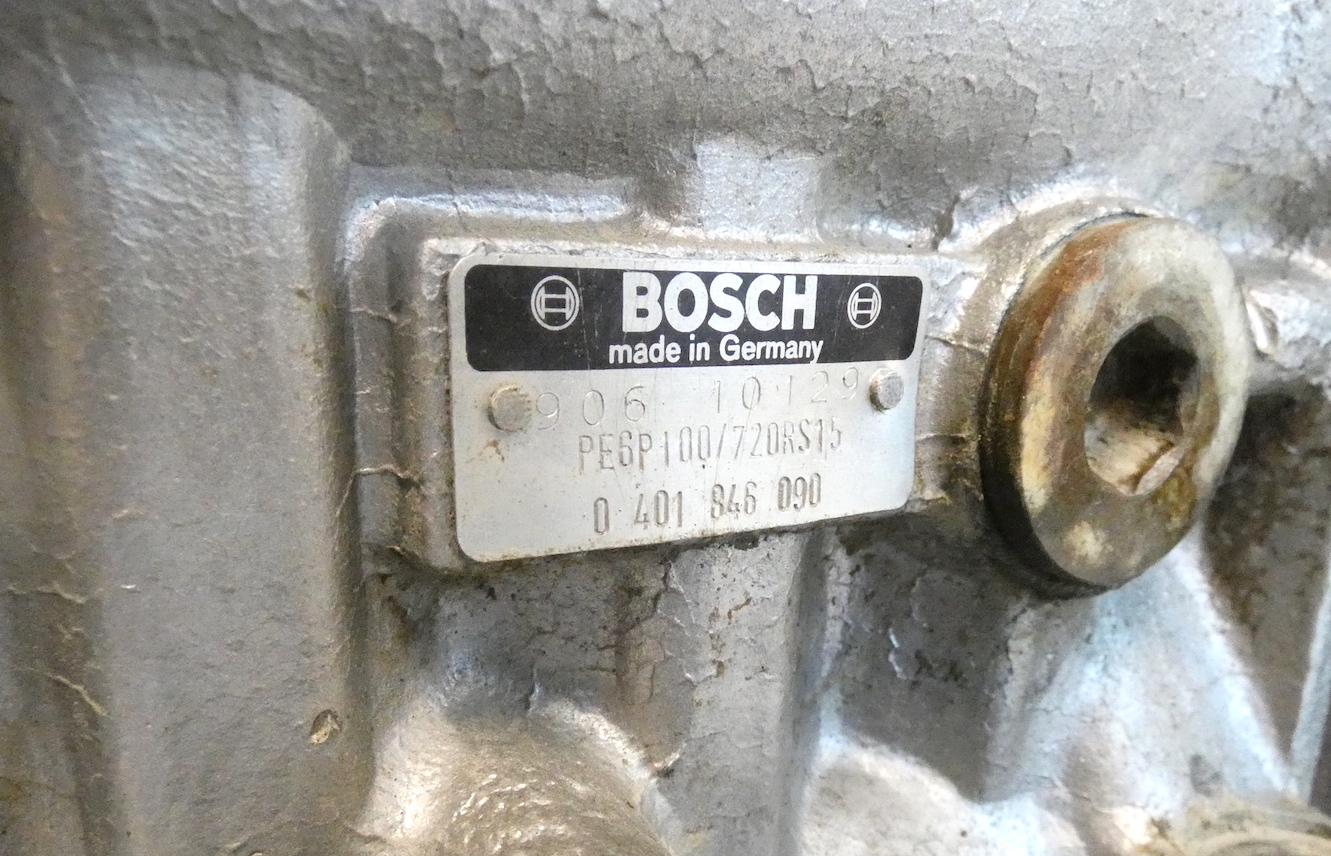 BOSCH
made in Germany
906 10129
PE6P100/720RS15
0 401 846 090